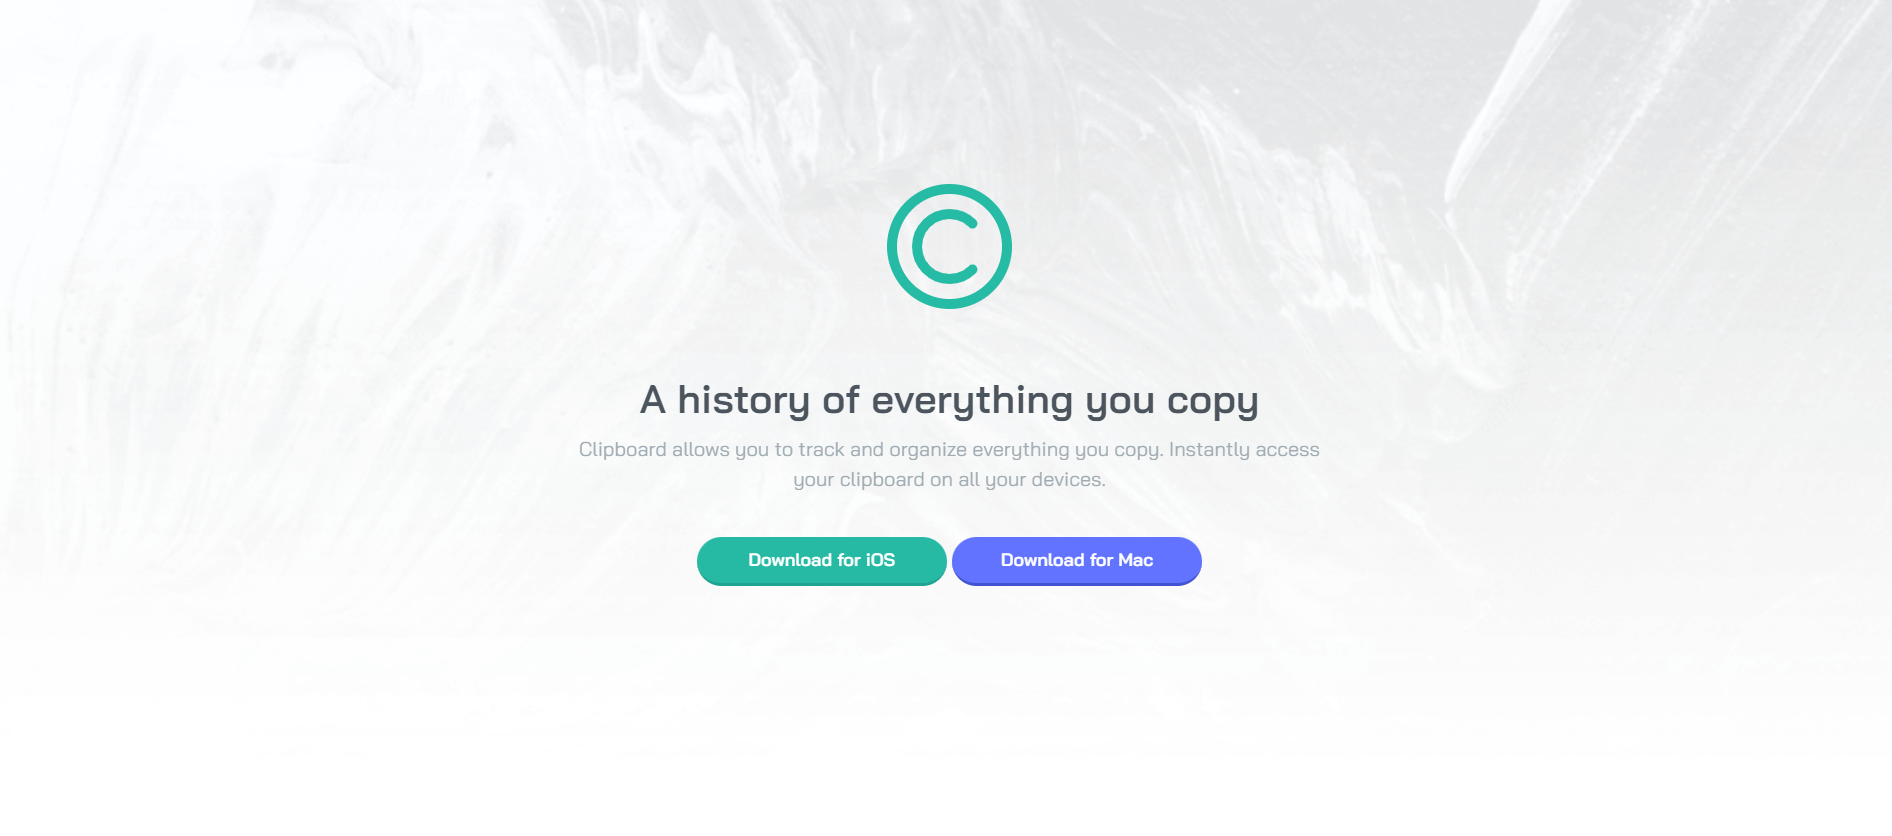 A history of everything you copy
Clipboard allows you to track and organize everything you copy. Instantly access
your clipboard on all your devices.
Download for iOS
Download for Mac